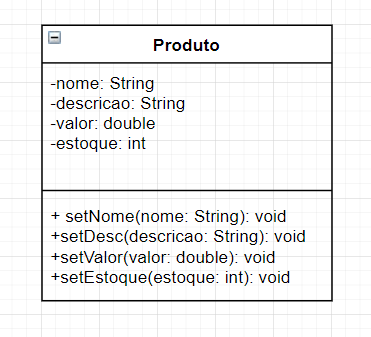 Produto
-nome: String
-descricao: String
-valor: double
-estoque: int
+ setNome(nome: String): void
+setDesc(descricao: String): void
+setValor(valor: double): void
+setEstoque(estoque: int): void